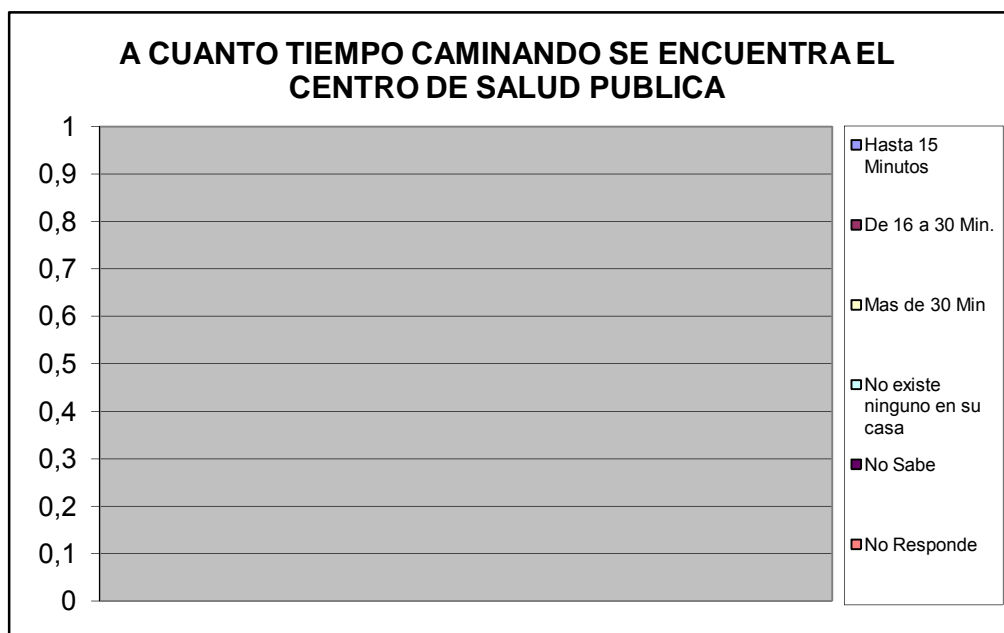 A CUANTO TIEMPO CAMINANDO SE ENCUENTRA EL
CENTRO DE SALUD PUBLICA
1
0,9
0,8
0,7
0,6
0,5
0,4
0,3
0,2
0,1
0
Hasta 15
Minutos
De 16 a 30 Min.
Mas de 30 Min
No existe
ninguno en su
casa
No Sabe
No Responde